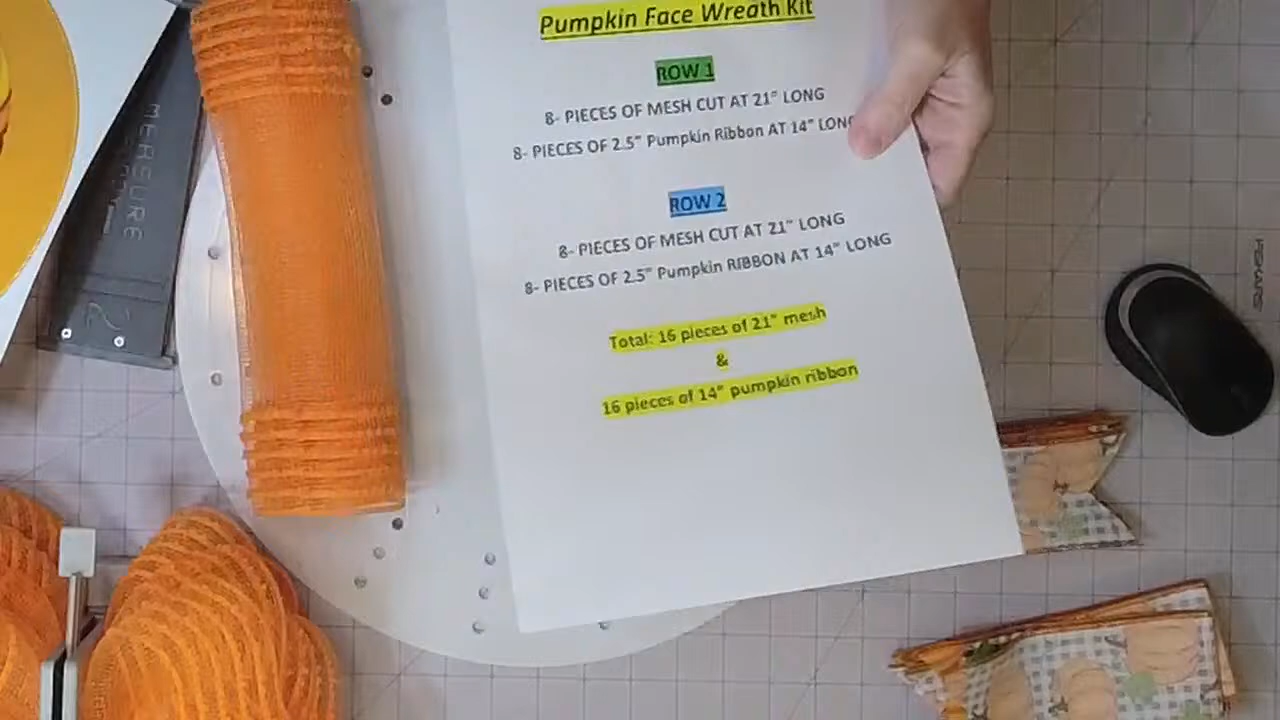 Pumpkin Face Wreath Kit
ROW 1
8- PIECES OF MESH CUT AT 21" LONG
8- PIECES OF 2.5" Pumpkin Ribbon AT 14" LONG
ROW 2
8- PIECES OF MESH CUT AT 21" LONG
8- PIECES OF 2.5" Pumpkin RIBBON AT 14" LONG
Total: 16 pieces of 21" mesh
&
16 pieces of 14" pumpkin ribbon
FISKARS